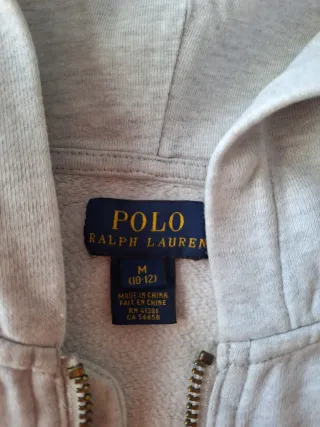 POLO
RALPH LAUREN
M
(10-12)
MADE IN CHINA
FAIT EN CHINE
RN 41381
CA 56658